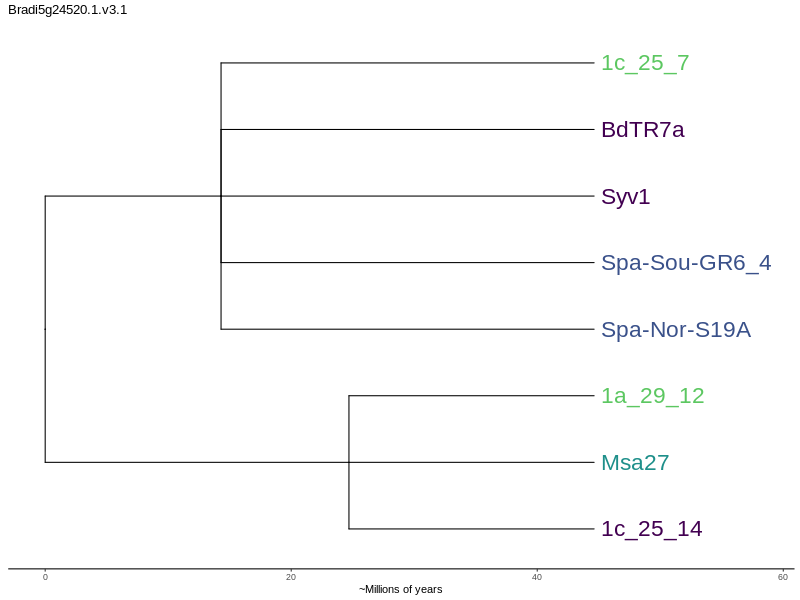 Bradi5g24520.1.v3.1
1c_25_7
BdTR7a
Syv1
Spa-Sou-GR6_4
Spa-Nor-S19A
1a_29_12
Msa27
1c_25_14
0 20 40 60
~Millions of years